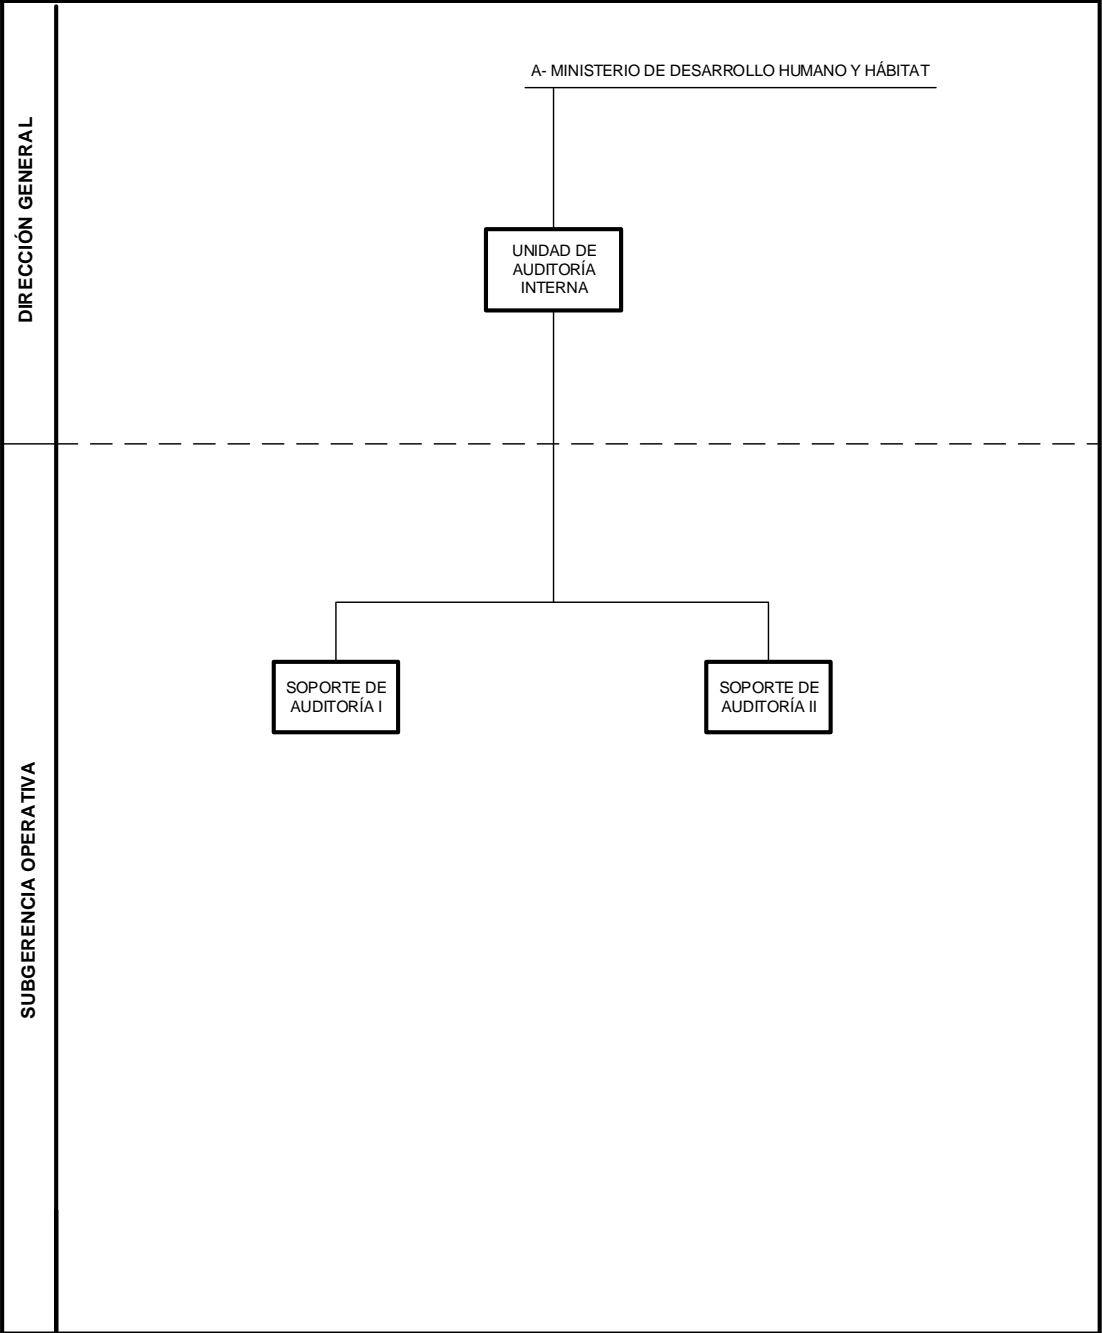 A- MINISTERIO DE DESARROLLO HUMANO Y HÁBITAT
DIRECCIÓN GENERAL
UNIDAD DE
AUDITORÍA
INTERNA
SOPORTE DE
AUDITORÍA I
SOPORTE DE
AUDITORÍA II
SUBGERENCIA OPERATIVA